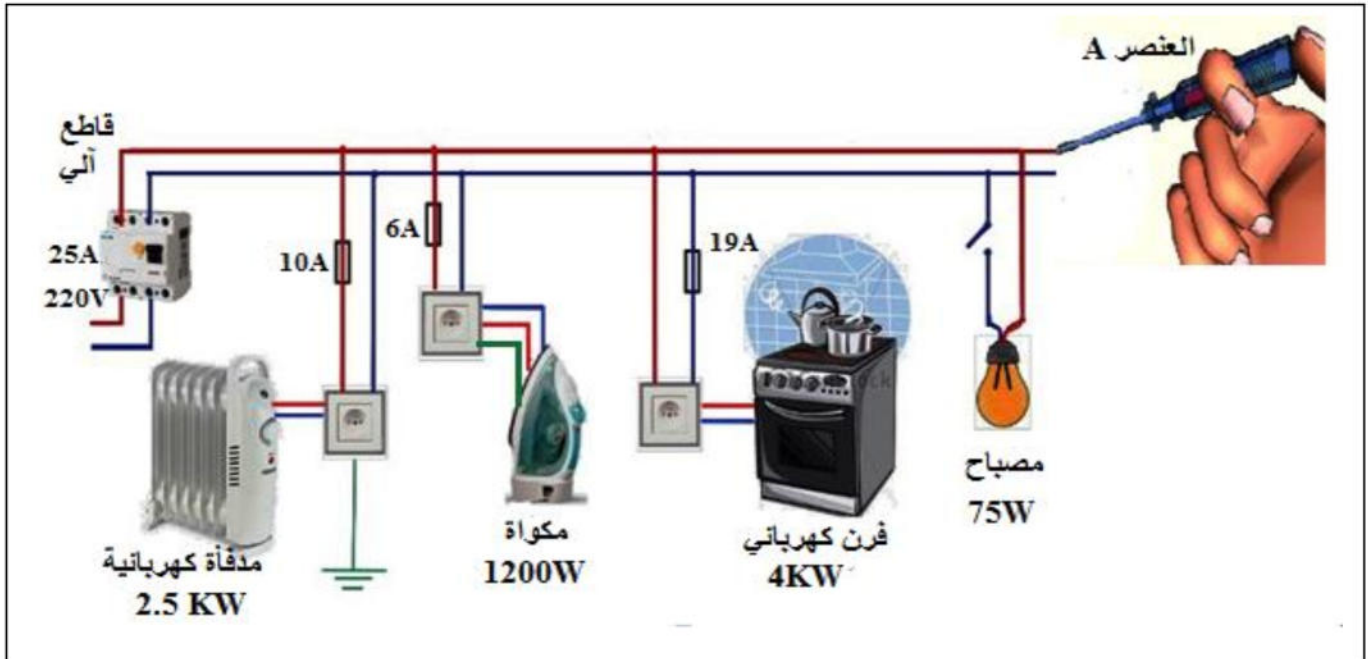 العنصر A
قاطع
آلي
25A
220V
10A
6A
19A
مدفأة كهربائية
2.5 KW
مكواة
1200W
فرن كهربائي
4KW
مصباح
75W